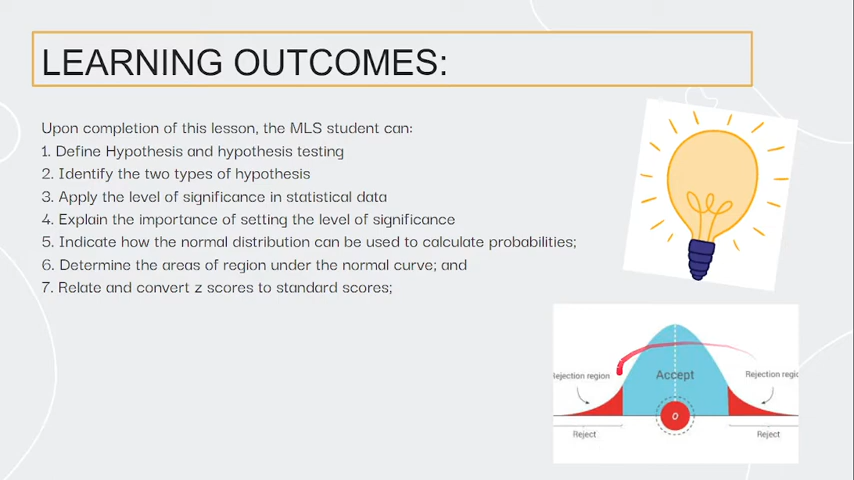 LEARNING OUTCOMES:
Upon completion of this lesson, the MLS student can:
1. Define Hypothesis and hypothesis testing
2. Identify the two types of hypothesis
3. Apply the level of significance in statistical data
4. Explain the importance of setting the level of significance
5. Indicate how the normal distribution can be used to calculate probabilities;
6. Determine the areas of region under the normal curve; and
7. Relate and convert z scores to standard scores;
Rejection region
Accept
Rejection regio
0
Reject
Reject